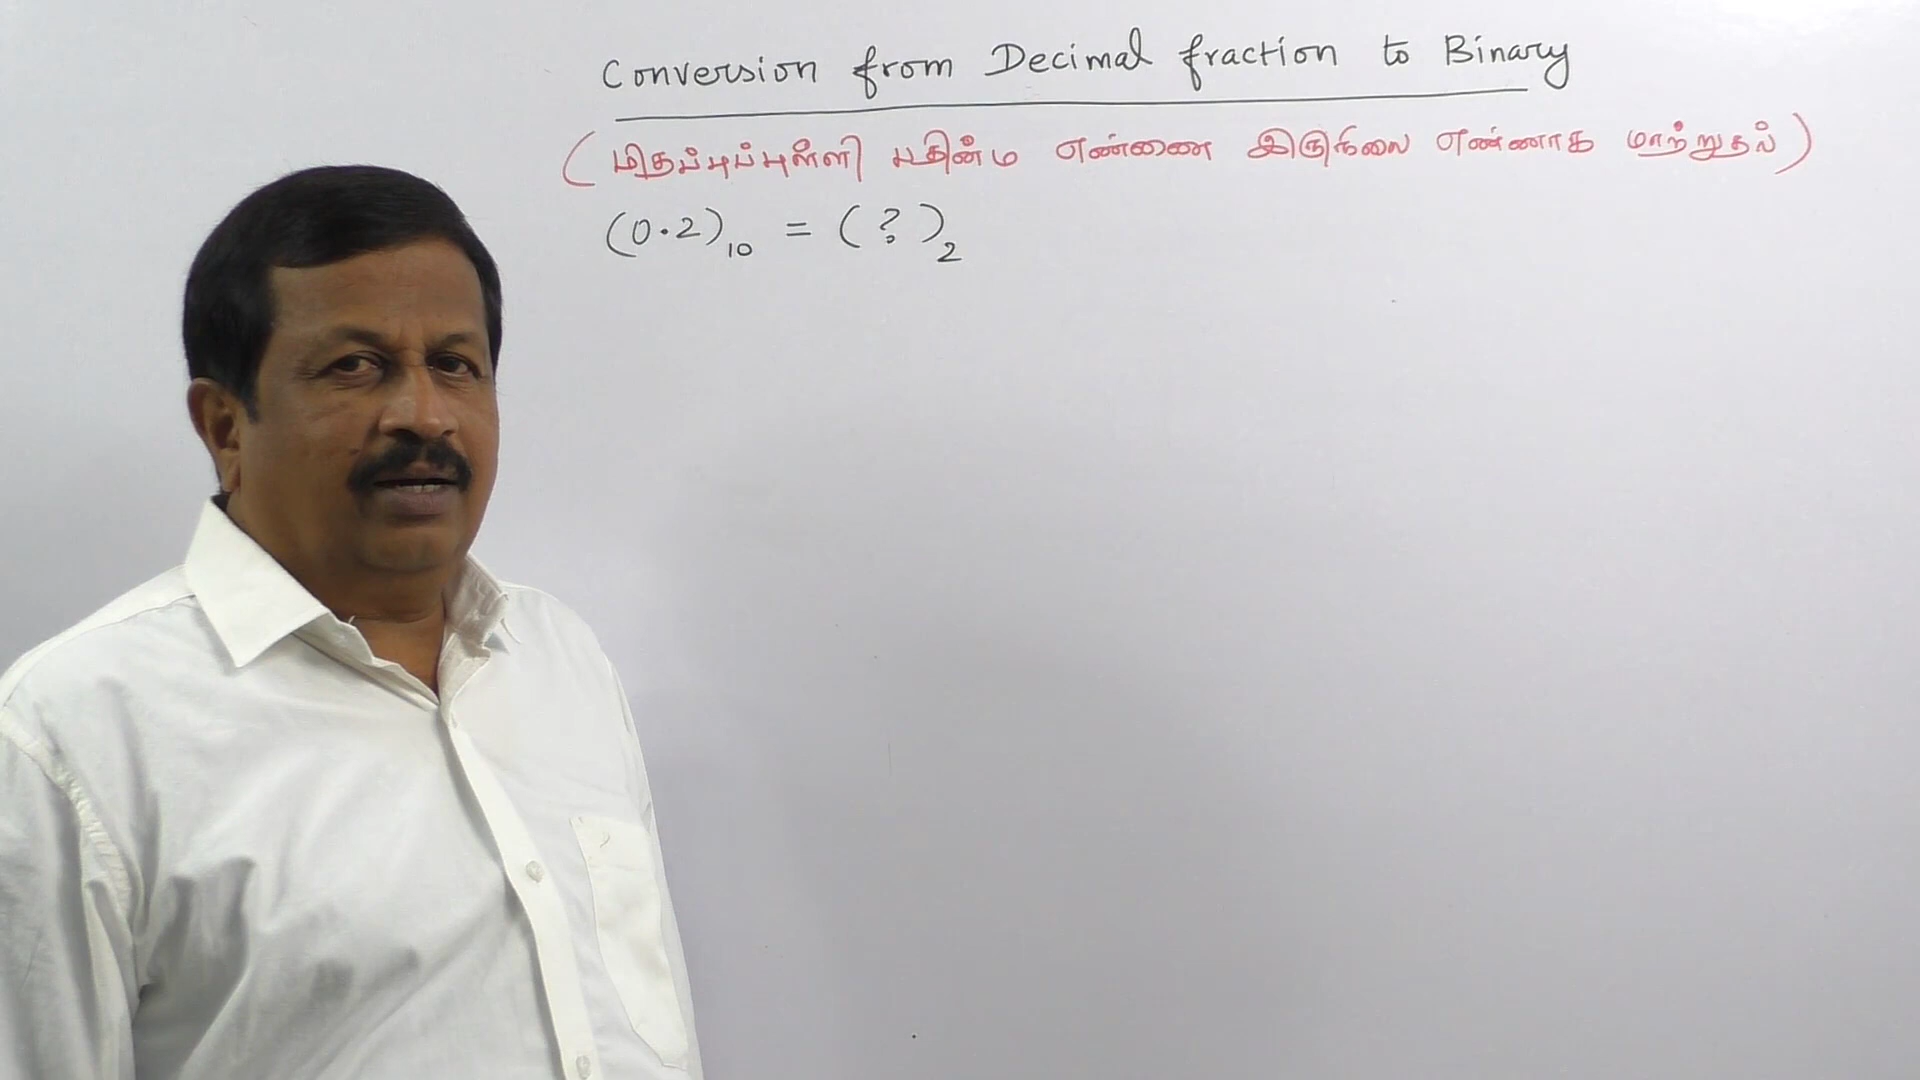 Conversion from Decimal fraction to Binary
(மிதப்புப்புள்ளி பதின்ம எண்ணை இருநிலை எண்ணாக மாற்றுதல்)
(0.2)₁₀ = (?)₂